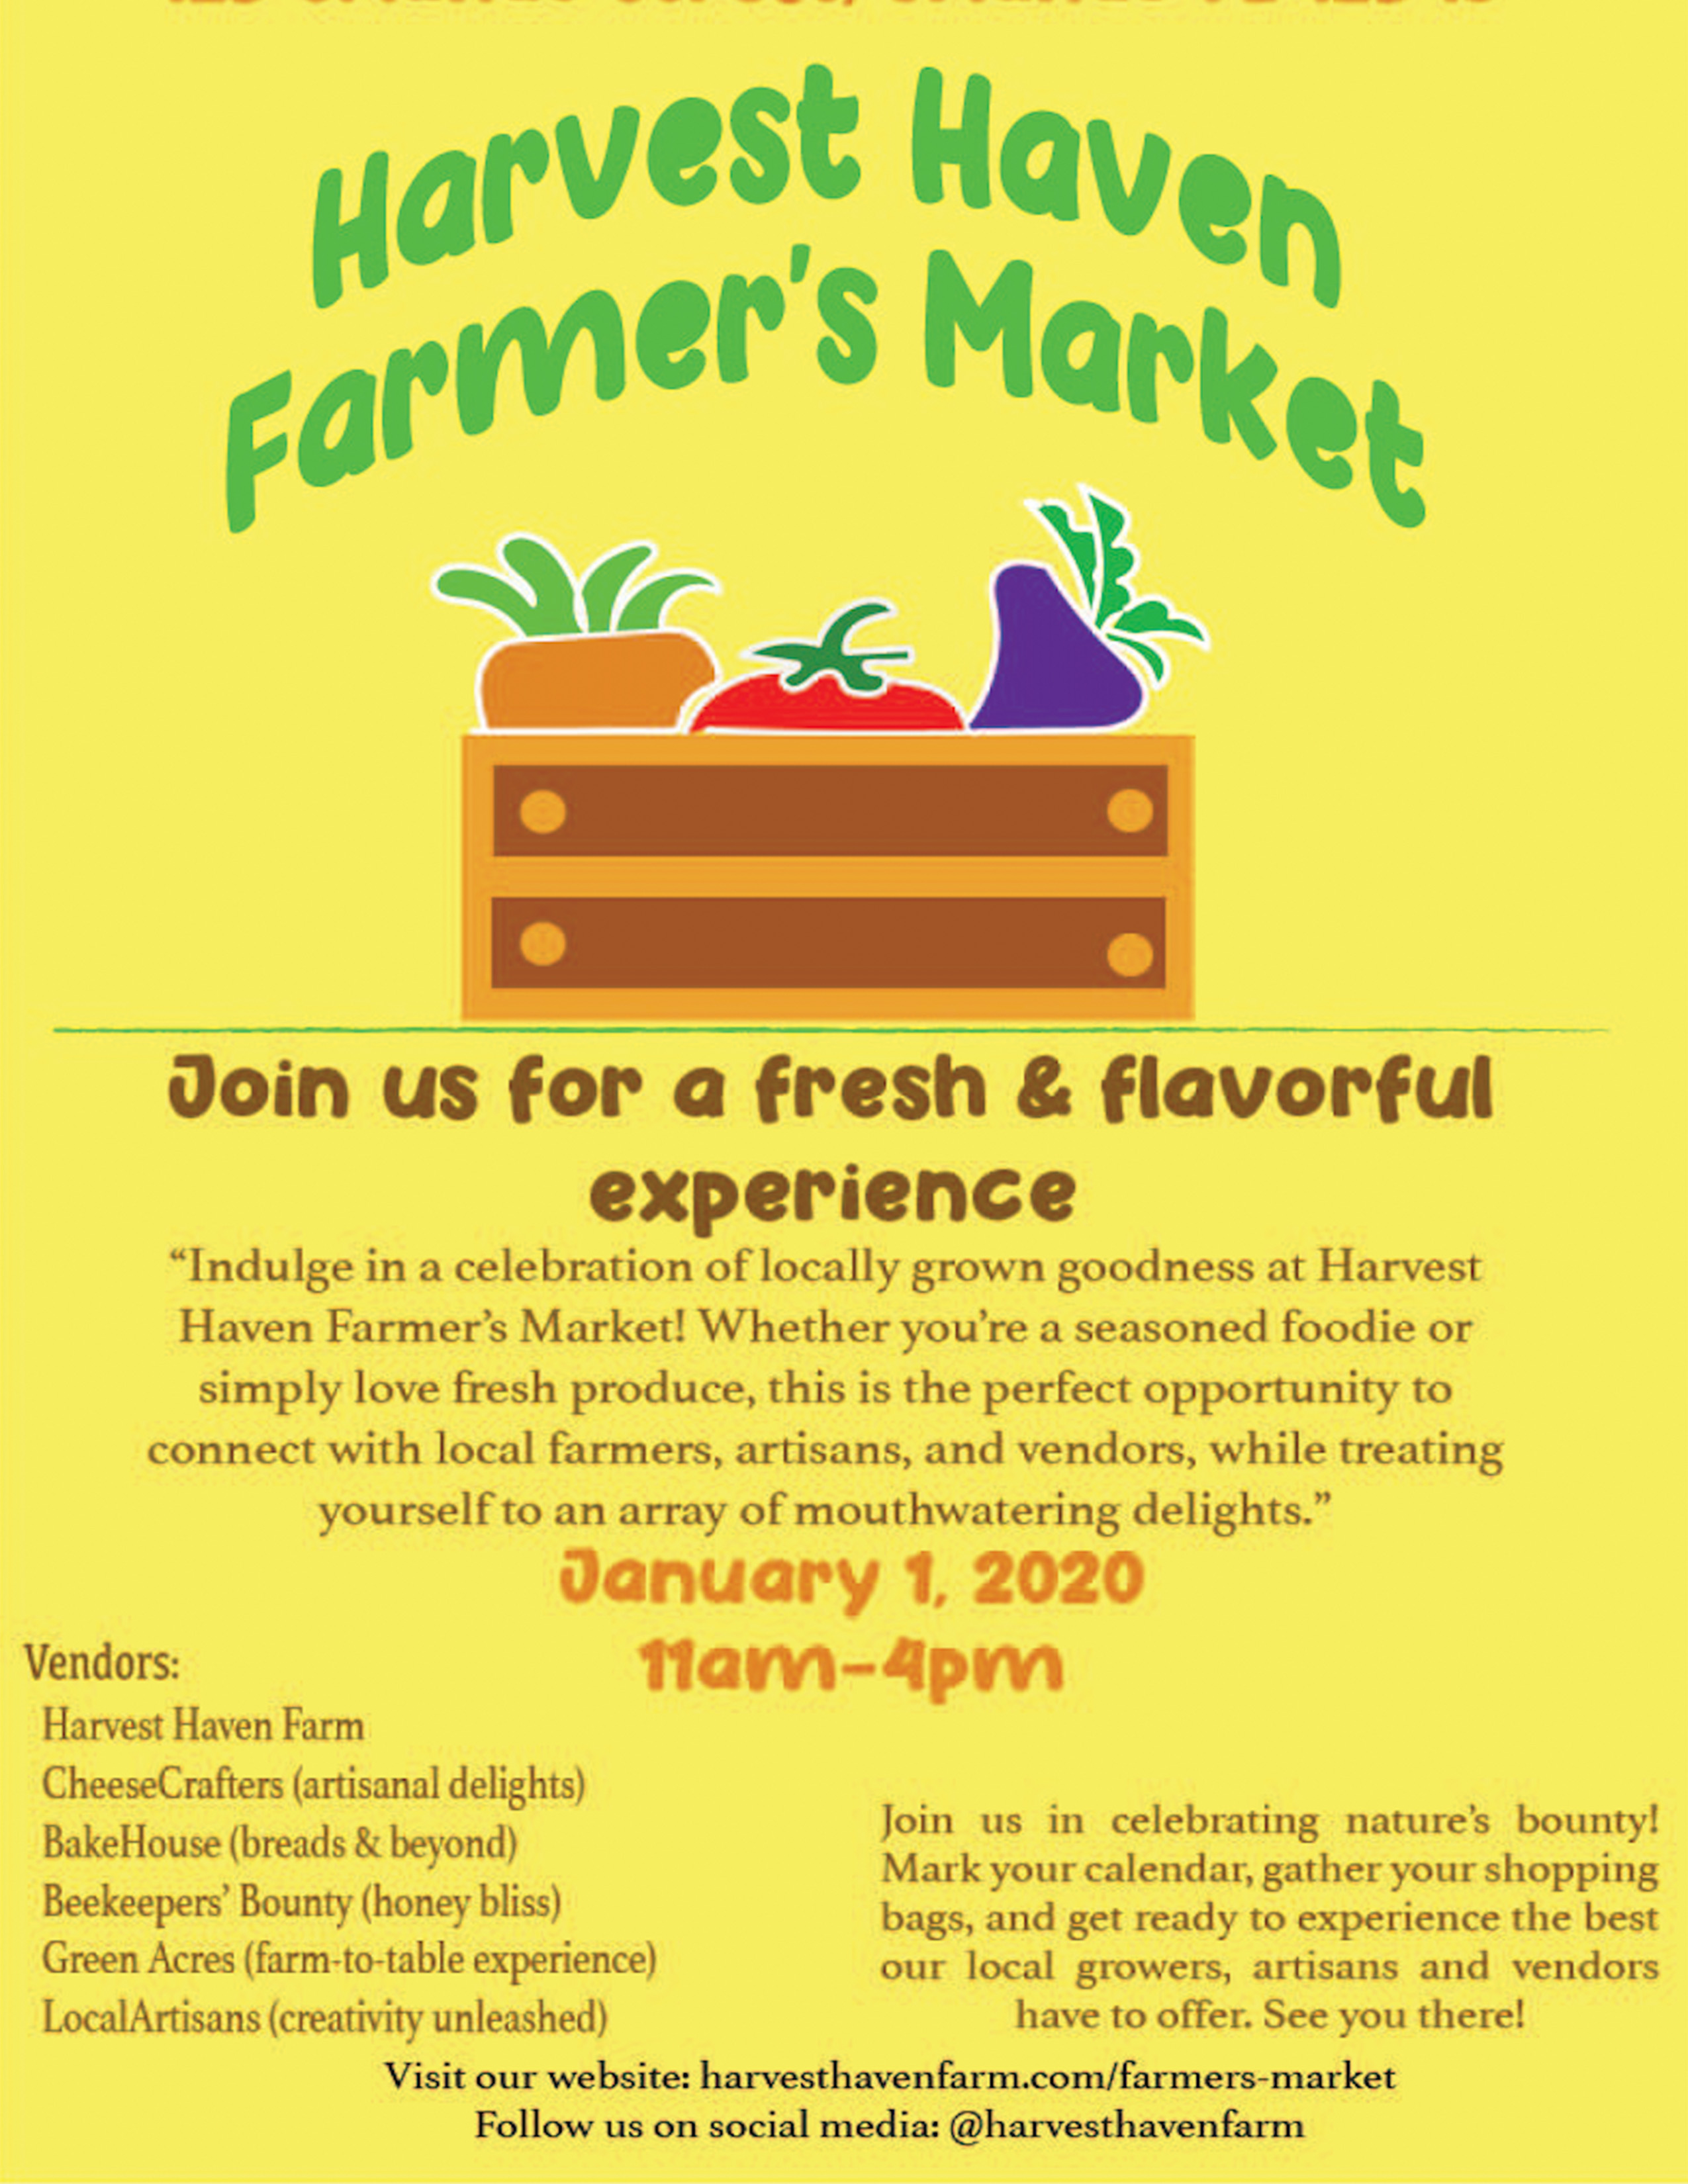 Harvest Haven
Farmer's Market
Join us for a fresh & flavorful
experience
“Indulge in a celebration of locally grown goodness at Harvest
Haven Farmer’s Market! Whether you’re a seasoned foodie or
simply love fresh produce, this is the perfect opportunity to
connect with local farmers, artisans, and vendors, while treating
yourself to an array of mouthwatering delights.”
January 1, 2020
11am-4pm
Vendors:
Harvest Haven Farm
CheeseCrafters (artisanal delights)
BakeHouse (breads & beyond)
Beekeepers’ Bounty (honey bliss)
Green Acres (farm-to-table experience)
LocalArtisans (creativity unleashed)
Join us in celebrating nature’s bounty!
Mark your calendar, gather your shopping
bags, and get ready to experience the best
our local growers, artisans and vendors
have to offer. See you there!
Visit our website: harvesthavenfarm.com/farmers-market
Follow us on social media: @harvesthavenfarm